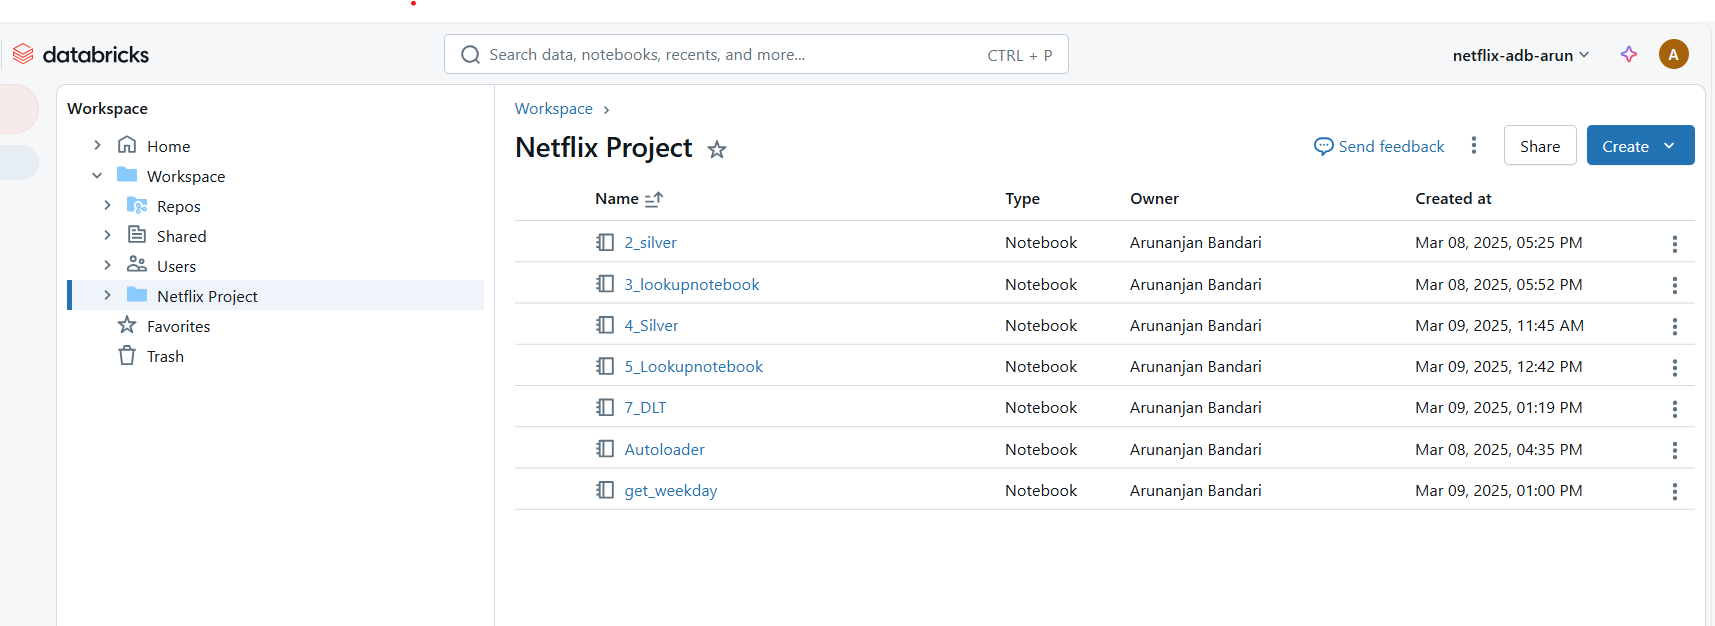 databricks
Search data, notebooks, recents, and more... CTRL + P
netflix-adb-arun
A
Workspace
Home
Workspace
Repos
Shared
Users
Netflix Project
Favorites
Trash
Workspace
Netflix Project
Send feedback
Share
Create
Name Type Owner Created at
2_silver Notebook Arunanjan Bandari Mar 08, 2025, 05:25 PM
3_lookupnotebook Notebook Arunanjan Bandari Mar 08, 2025, 05:52 PM
4_Silver Notebook Arunanjan Bandari Mar 09, 2025, 11:45 AM
5_Lookupnotebook Notebook Arunanjan Bandari Mar 09, 2025, 12:42 PM
7_DLT Notebook Arunanjan Bandari Mar 09, 2025, 01:19 PM
Autoloader Notebook Arunanjan Bandari Mar 08, 2025, 04:35 PM
get_weekday Notebook Arunanjan Bandari Mar 09, 2025, 01:00 PM